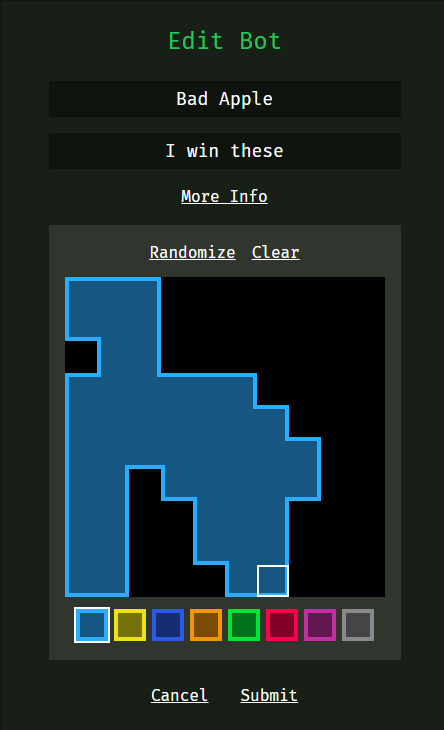 Edit Bot
Bad Apple
I win these
More Info
Randomize Clear
Cancel Submit